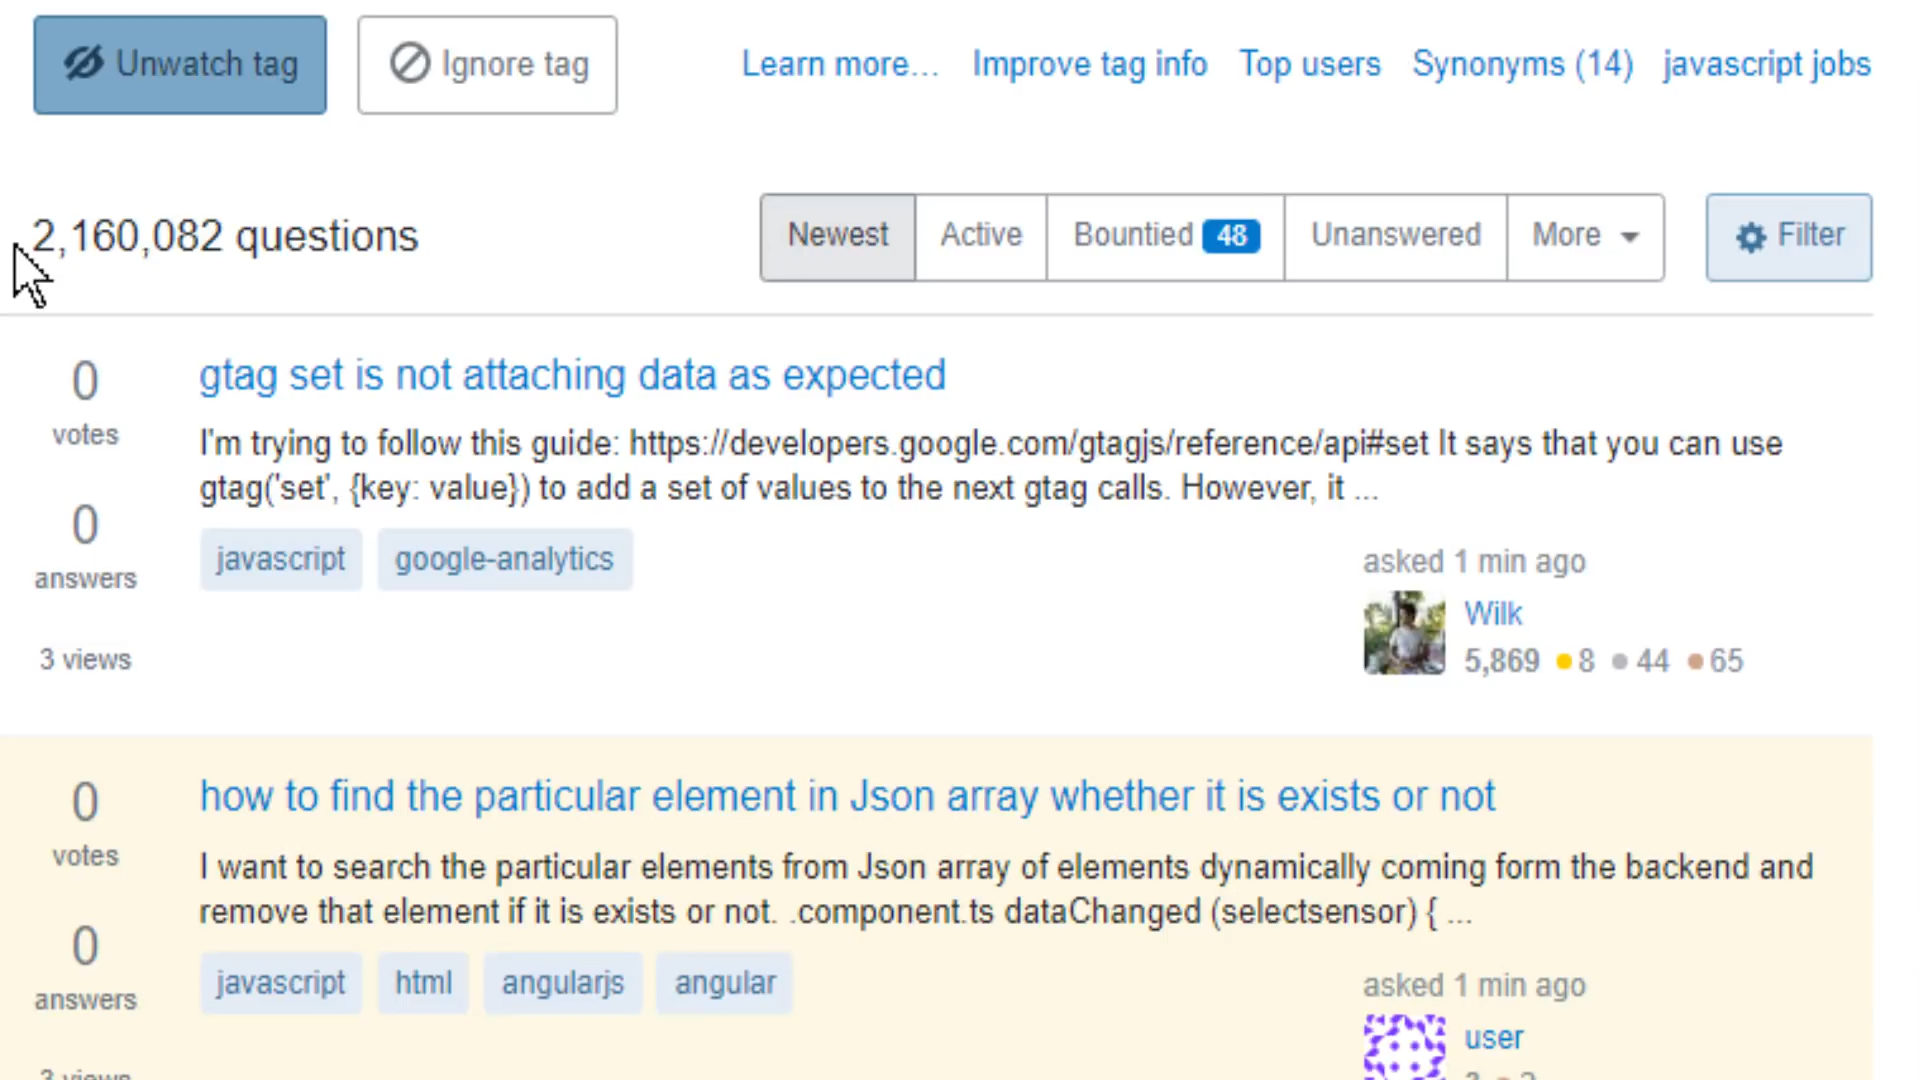 Unwatch tag
Ignore tag
Learn more...
Improve tag info
Top users
Synonyms (14)
javascript jobs
2,160,082 questions
Newest
Active
Bountied 48
Unanswered
More
Filter
0
votes
0
answers
3 views
gtag set is not attaching data as expected
I'm trying to follow this guide: https://developers.google.com/gtagjs/reference/api#set It says that you can use
gtag('set', {key: value}) to add a set of values to the next gtag calls. However, it ...
javascript
google-analytics
asked 1 min ago
Wilk
5,869 8 44 65
0
votes
0
answers
3 views
how to find the particular element in Json array whether it is exists or not
I want to search the particular elements from Json array of elements dynamically coming form the backend and
remove that element if it is exists or not. .component.ts dataChanged (selectsensor) { ...
javascript
html
angularjs
angular
asked 1 min ago
user